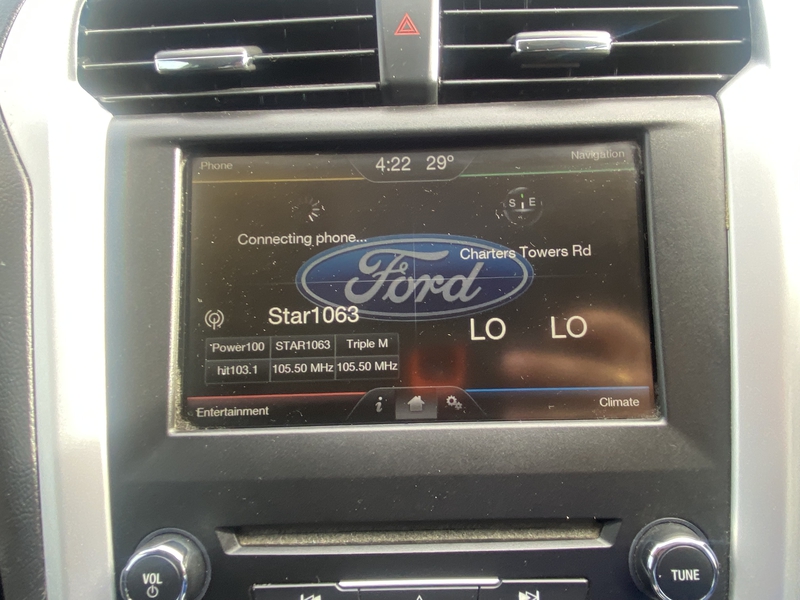 Phone
4:22 29°
Navigation
S E
Connecting phone...
Charters Towers Rd
Ford
Star1063
LO LO
Power100 STAR1063 Triple M
hit103.1 105.50 MHz 105.50 MHz
Entertainment
i
Climate
VOL
TUNE